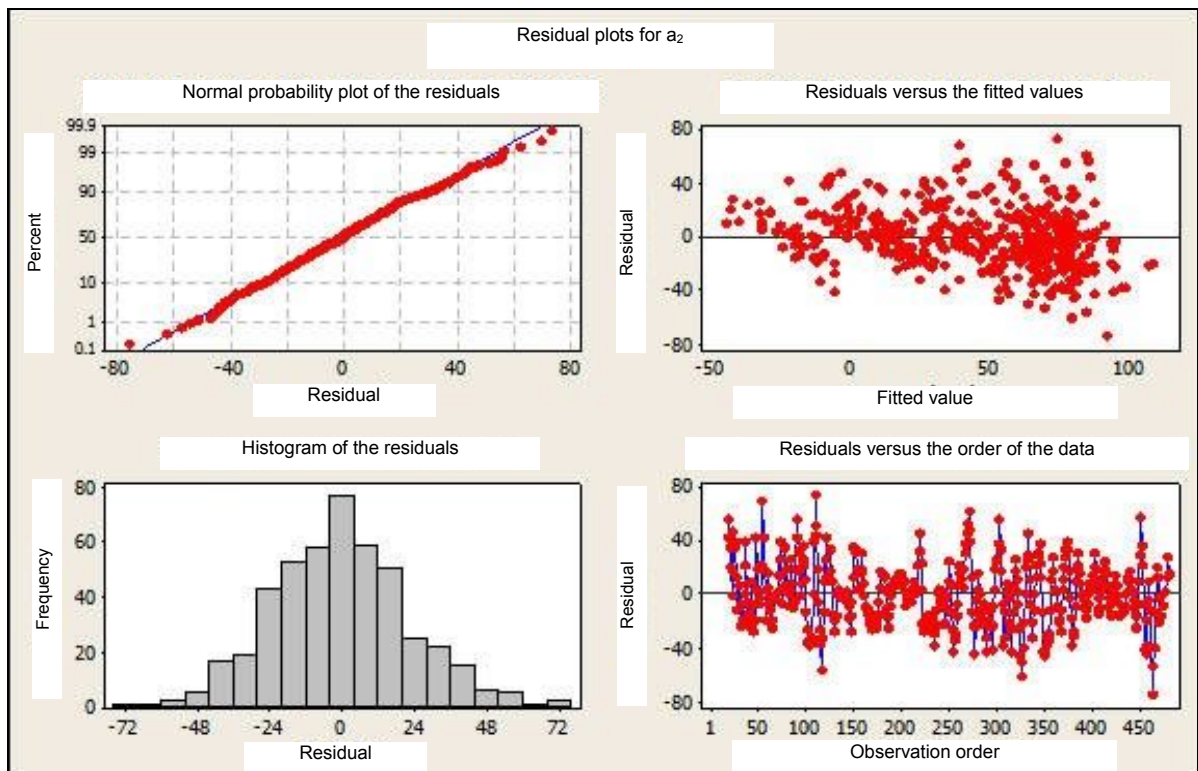 Residual plots for a₂
Normal probability plot of the residuals
Percent
99.9
99
90
50
10
1
0.1
-80 -40 0 40 80
Residual
Residuals versus the fitted values
Residual
80
40
0
-40
-80
-50 0 50 100
Fitted value
Histogram of the residuals
Frequency
80
60
40
20
0
-72 -48 -24 0 24 48 72
Residual
Residuals versus the order of the data
Residual
80
40
0
-40
-80
1 50 100 150 200 250 300 350 400 450
Observation order